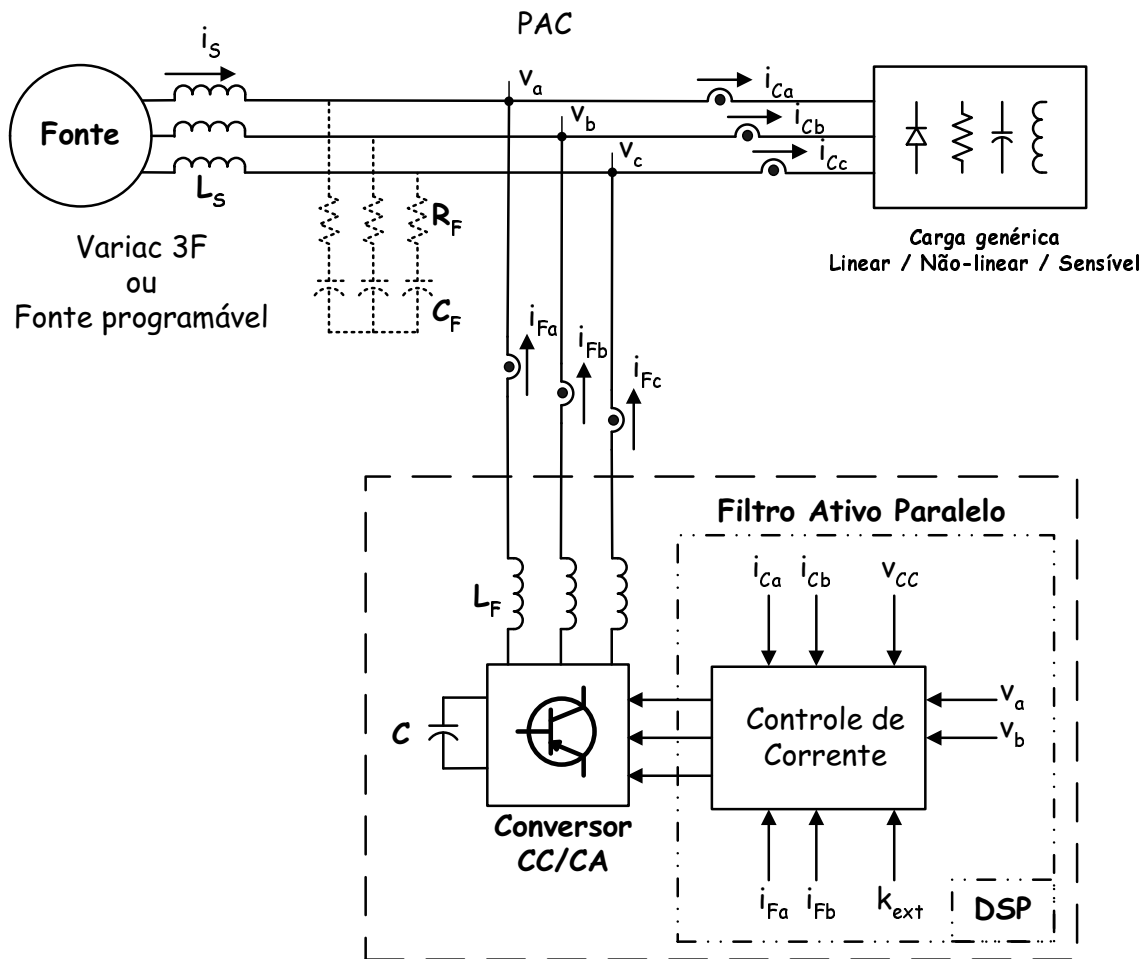 PAC
i_S
v_a
v_b
v_c
i_Ca
i_Cb
i_Cc
Fonte
L_S
R_F
C_F
Variac 3F
ou
Fonte programável
Carga genérica
Linear / Não-linear / Sensível
i_Fa
i_Fb
i_Fc
Filtro Ativo Paralelo
i_Ca
i_Cb
v_CC
L_F
C
Controle de
Corrente
v_a
v_b
Conversor
CC/CA
i_Fa
i_Fb
k_ext
DSP